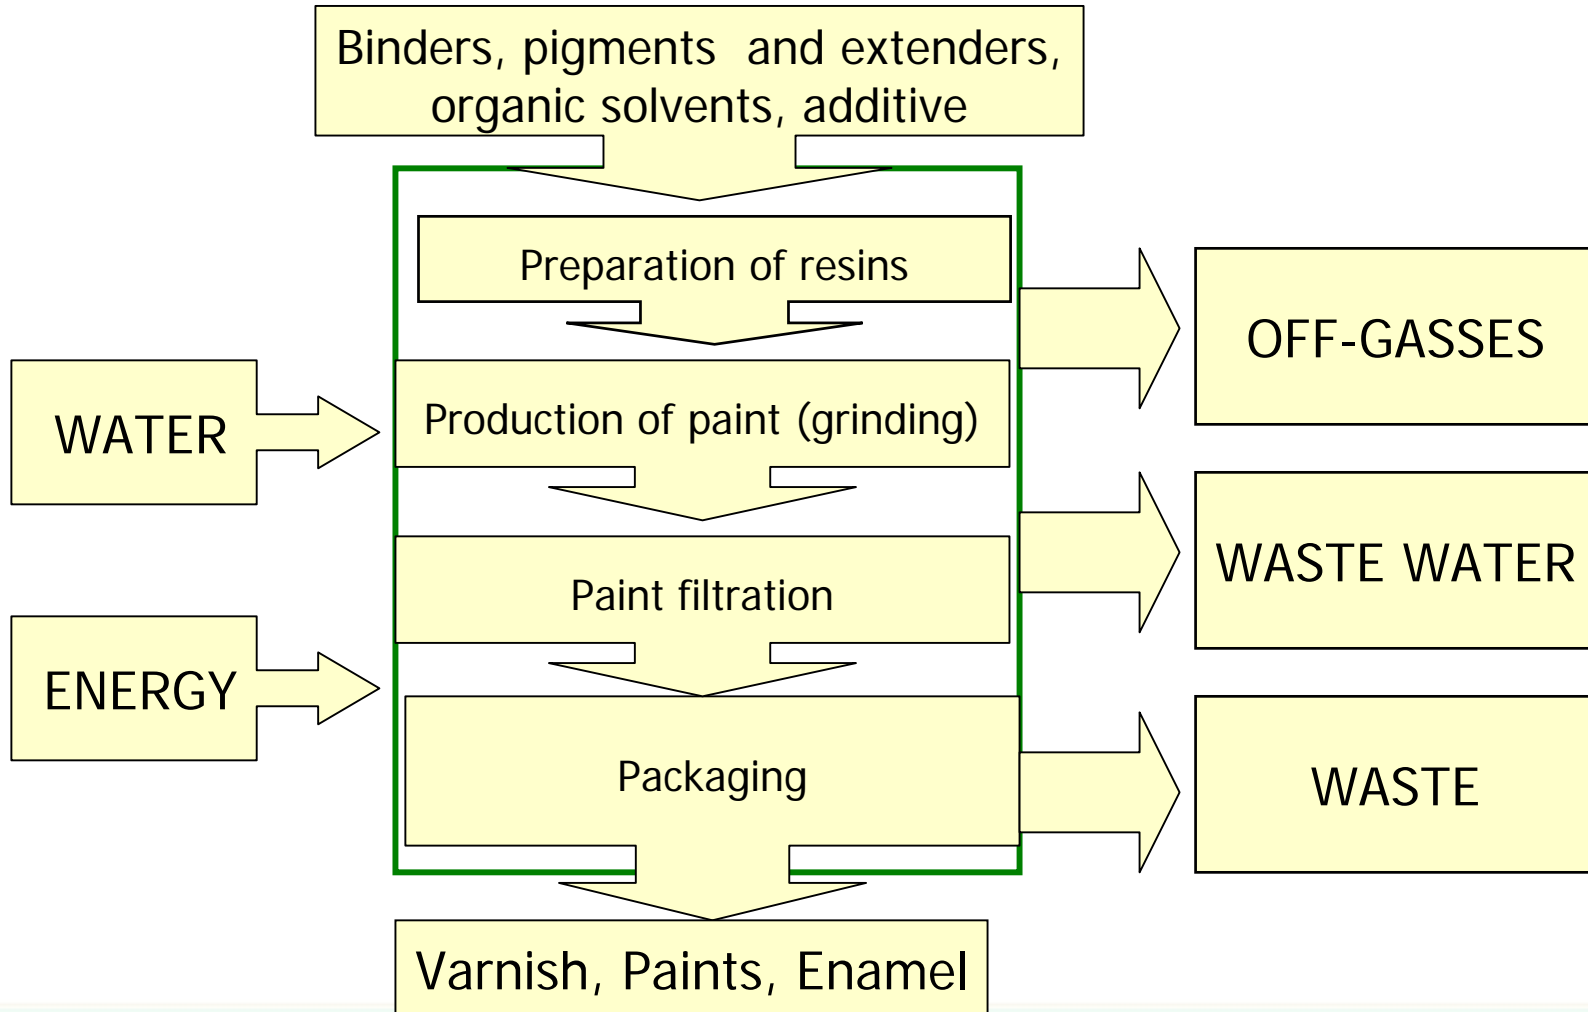 Binders, pigments and extenders,
organic solvents, additive
Preparation of resins
OFF-GASSES
WATER
Production of paint (grinding)
WASTE WATER
Paint filtration
ENERGY
Packaging
WASTE
Varnish, Paints, Enamel